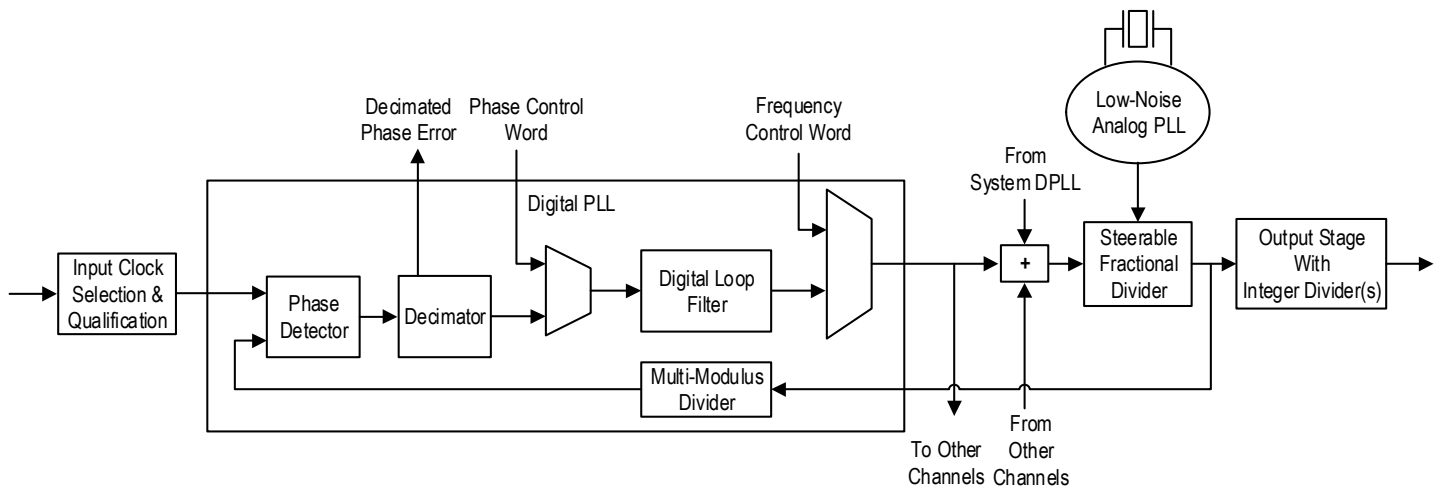 Low-Noise
Analog PLL
Decimated
Phase Error
Phase Control
Word
Frequency
Control Word
From
System DPLL
Digital PLL
Input Clock
Selection &
Qualification
Phase
Detector
Decimator
Digital Loop
Filter
+
Steerable
Fractional
Divider
Output Stage
With
Integer Divider(s)
Multi-Modulus
Divider
To Other
Channels
From
Other
Channels